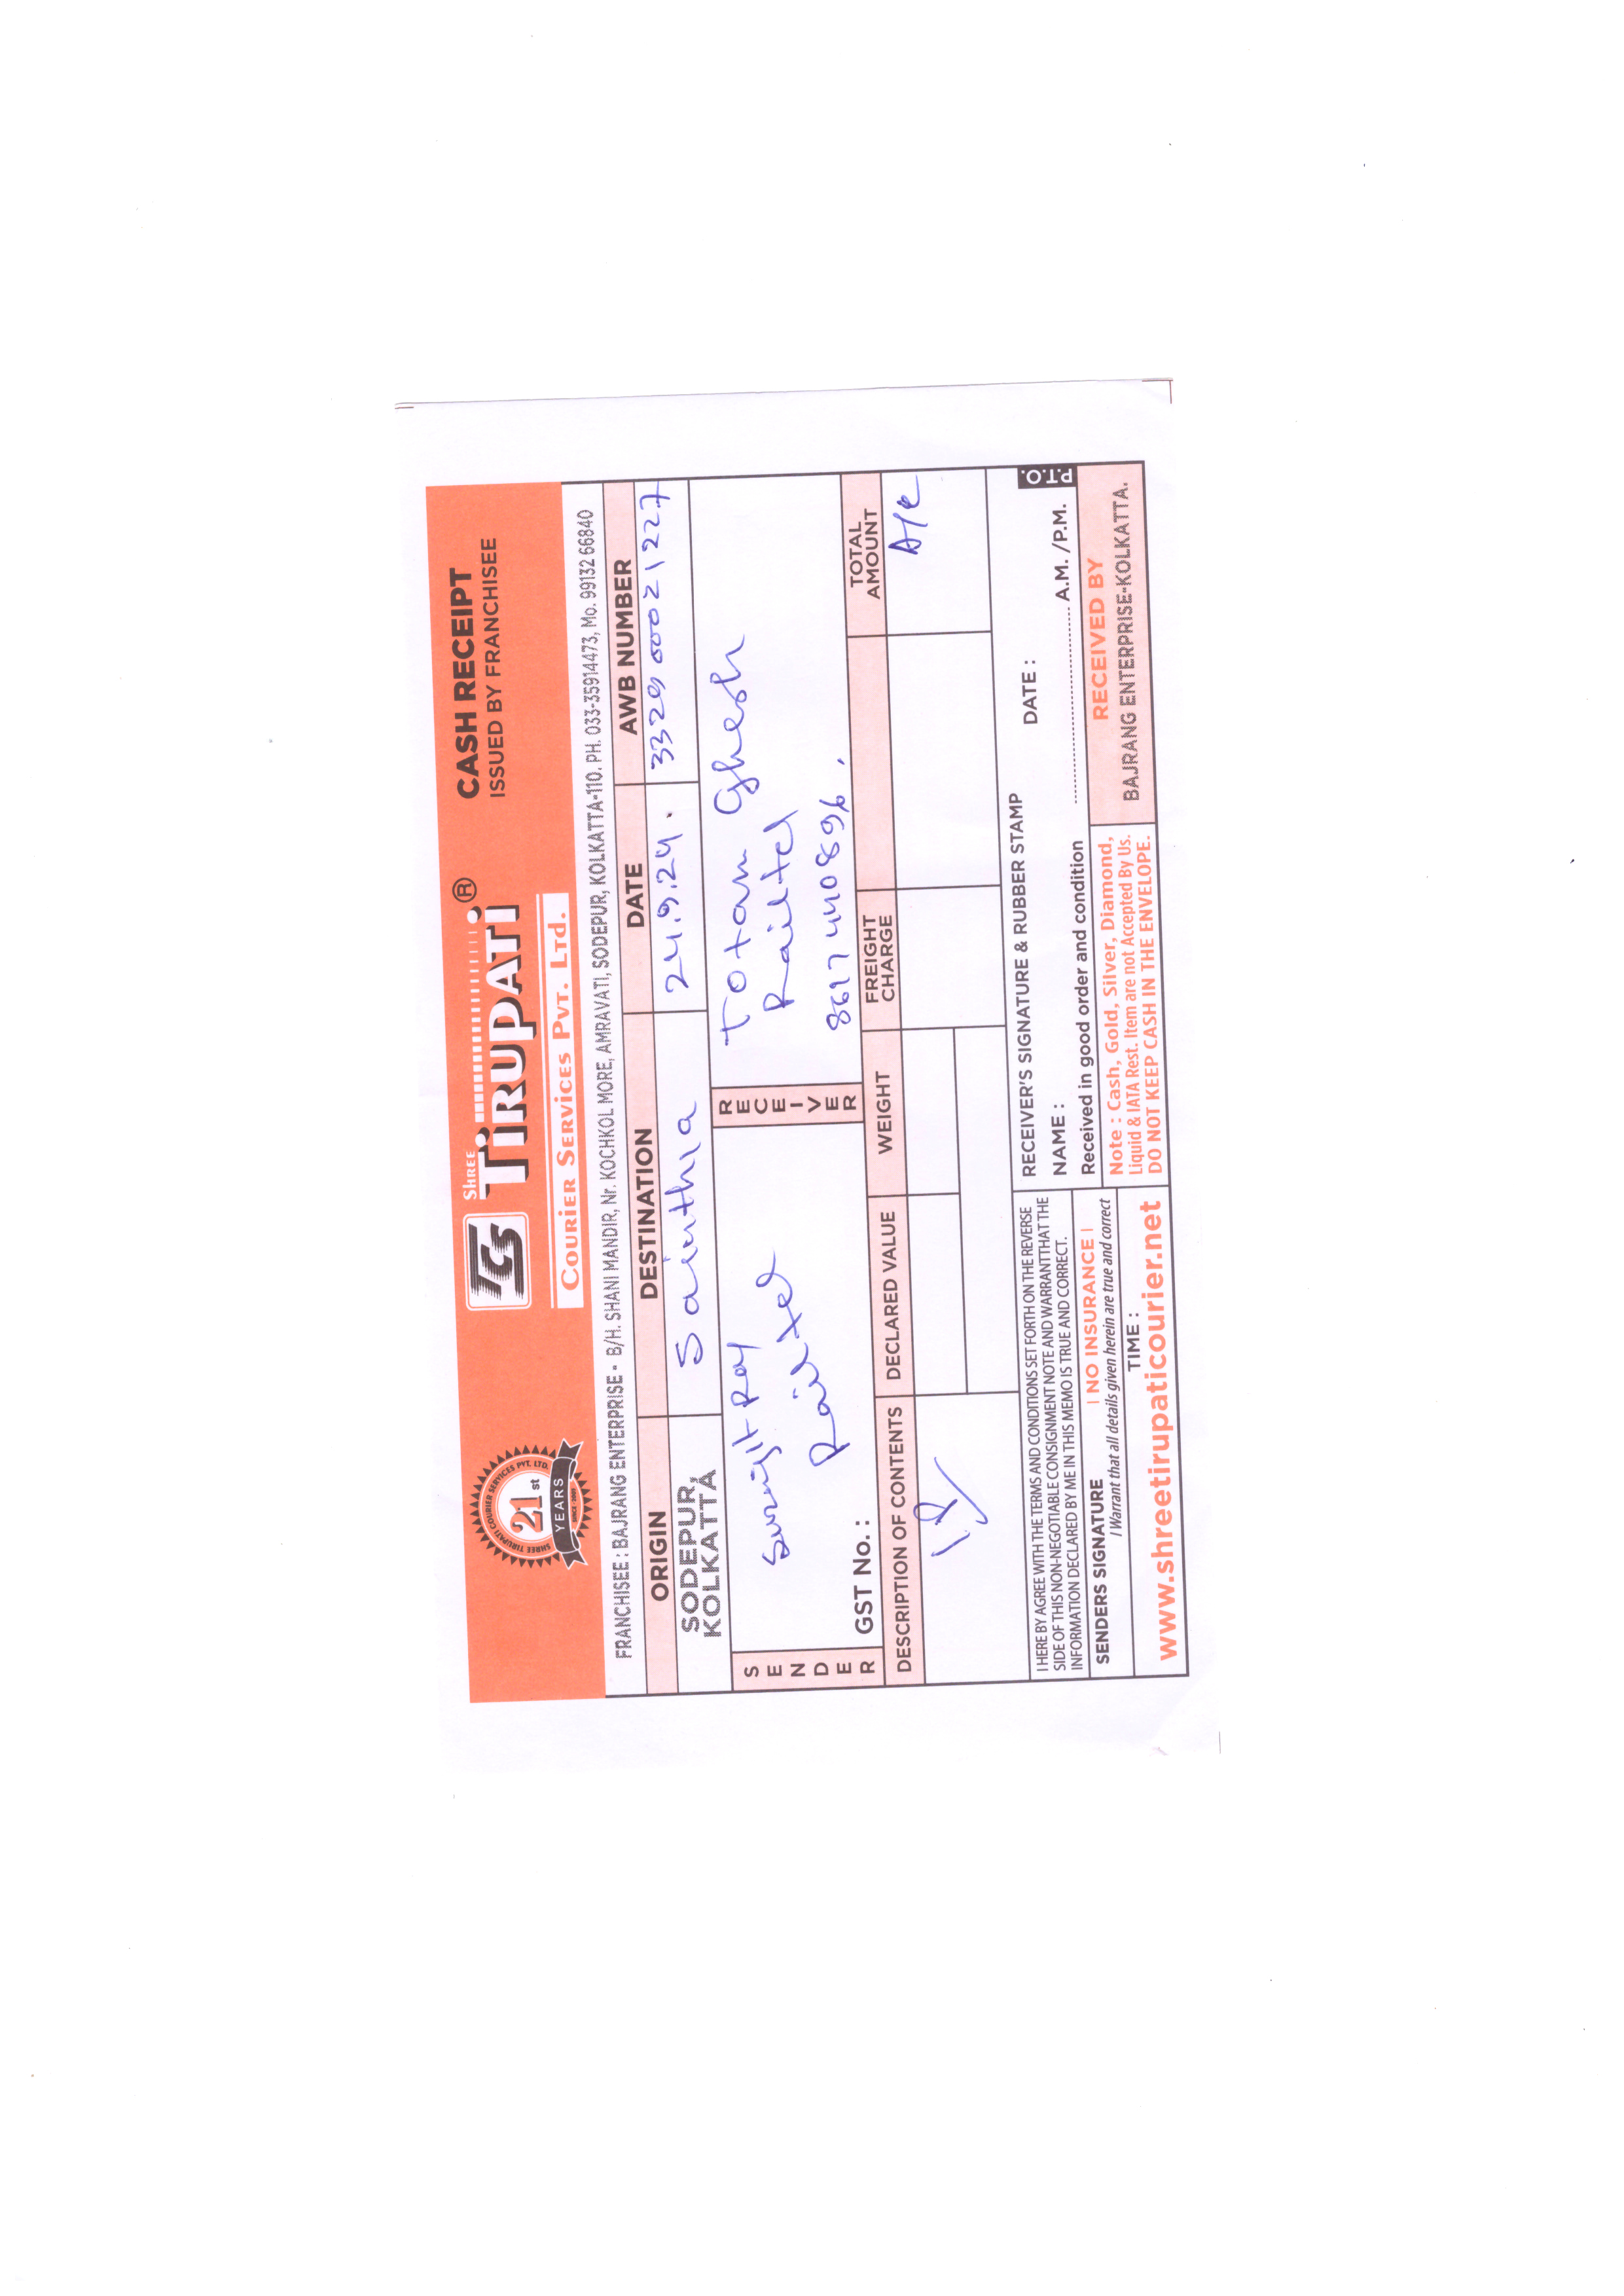 SHREE TIRUPATI COURIER SERVICES PVT. LTD.
21st
YEARS
SINCE - 2000
SCS
SHREE
TIRUPATI ®
COURIER SERVICES PVT. LTD.
CASH RECEIPT
ISSUED BY FRANCHISEE
FRANCHISEE : BAJRANG ENTERPRISE - B/H. SHANI MANDIR, Nr. KOCHKOL MORE, AMRAVATI, SODEPUR, KOLKATTA-110. PH. 033-35914473, Mo. 99132 66840
ORIGIN DESTINATION DATE AWB NUMBER
SODEPUR, KOLKATTA Sainthia 24.9.24. 332900021227
SENDER
Surajit Roy
Railtel
GST No. :
RECEIVER
Totan Ghosh
Railtel
8617440896,
DESCRIPTION OF CONTENTS DECLARED VALUE WEIGHT FREIGHT CHARGE TOTAL AMOUNT
A/c
I HERE BY AGREE WITH THE TERMS AND CONDITIONS SET FORTH ON THE REVERSE
SIDE OF THIS NON-NEGOTIABLE CONSIGNMENT NOTE AND WARRANT THAT THE
INFORMATION DECLARED BY ME IN THIS MEMO IS TRUE AND CORRECT.
SENDERS SIGNATURE | NO INSURANCE |
I Warrant that all details given herein are true and correct
TIME :
www.shreetirupaticourier.net
RECEIVER'S SIGNATURE & RUBBER STAMP
NAME : DATE :
P.T.O.
Received in good order and condition A.M. /P.M.
Note : Cash, Gold, Silver, Diamond,
Liquid & IATA Rest. Item are not Accepted By Us.
DO NOT KEEP CASH IN THE ENVELOPE.
RECEIVED BY
BAJRANG ENTERPRISE-KOLKATTA.